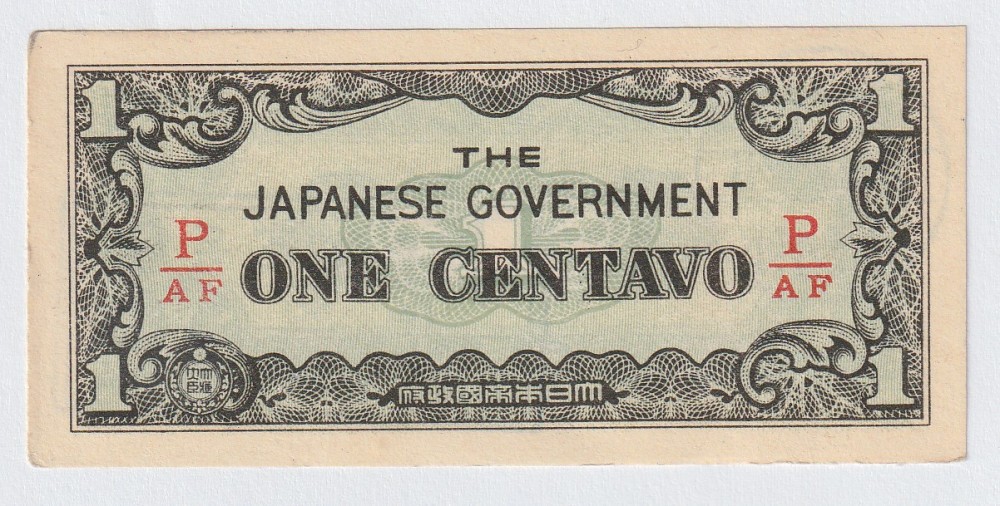 1 1
THE
JAPANESE GOVERNMENT
P P
ONE CENTAVO
AF AF
1 1
大日本帝國政府